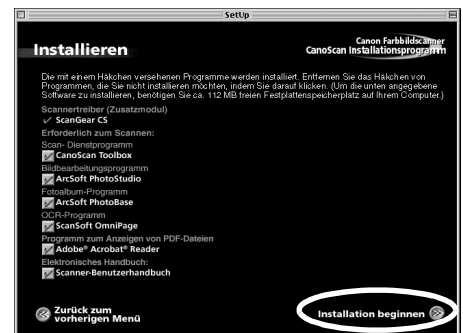 SetUp
Canon Farbbildscanner
Installieren
CanoScan Installationsprogramm
Die mit einem Häkchen versehenen Programme werden installiert. Entfernen Sie das Häkchen von
Programmen, die Sie nicht installieren möchten, indem Sie darauf klicken. (Um die unten angegebene
Software zu installieren, benötigen Sie ca. 112 MB freien Festplattenspeicherplatz auf Ihrem Computer.)
Scannertreiber (Zusatzmodul)
ScanGear CS
Erforderlich zum Scannen:
Scan- Dienstprogramm
CanoScan Toolbox
Bildbearbeitungsprogramm
ArcSoft PhotoStudio
Fotoalbum-Programm
ArcSoft PhotoBase
OCR-Programm
ScanSoft OmniPage
Programm zum Anzeigen von PDF-Dateien
Adobe® Acrobat® Reader
Elektronisches Handbuch:
Scanner-Benutzerhandbuch
Zurück zum
vorherigen Menü
Installation beginnen